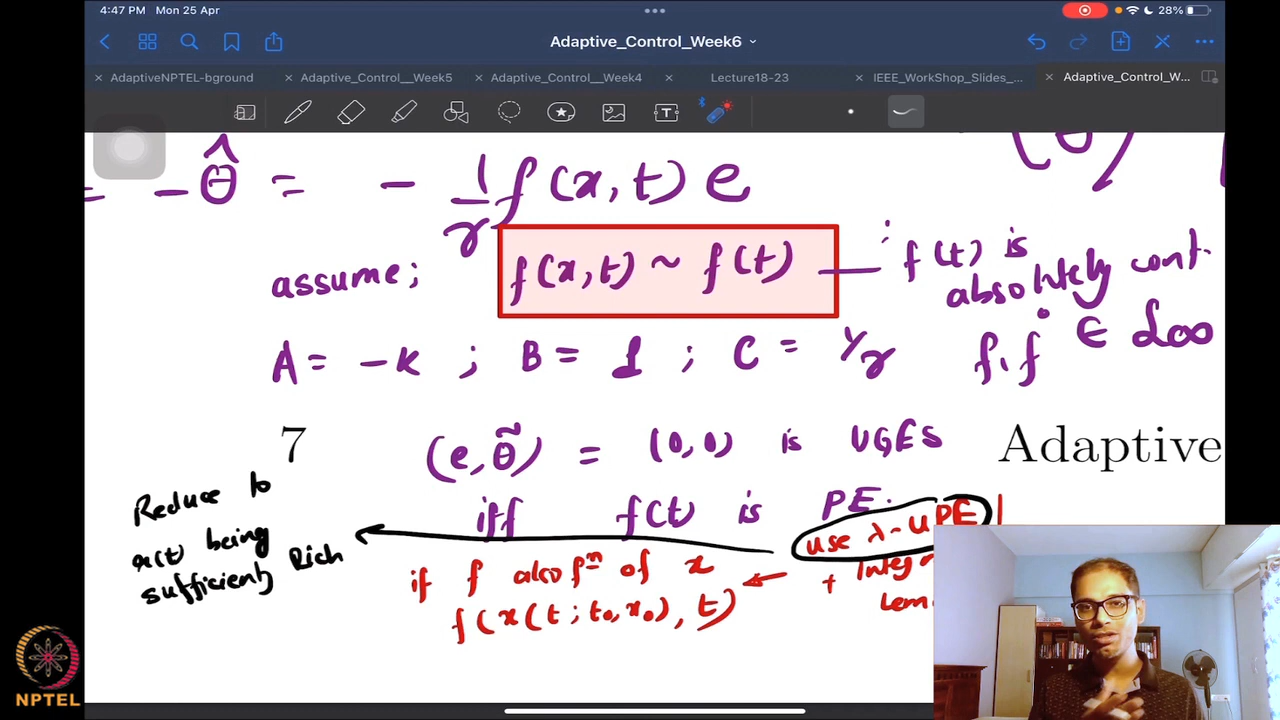 4:47 PM Mon 25 Apr
28%
Adaptive_Control_Week6
AdaptiveNPTEL-bground
Adaptive_Control__Week5
Adaptive_Control__Week4
Lecture18-23
IEEE_WorkShop_Slides_...
Adaptive_Control_W...
= - θ̂ = - 1/γ f(x,t) e
assume; f(x,t) ~ f(t) — f(t) is
absolutely cont.
A = -k ; B = 1 ; C = 1/γ f, ḟ ∈ L∞
7
(e, θ̃) = (0,0) is UGES
Adaptive
iff f(t) is PE.
use λ-UPE
+ Integ
Lem
Reduce to
x(t) being
sufficiently Rich
if f also fⁿ of x
f(x(t; t₀, x₀), t)
NPTEL